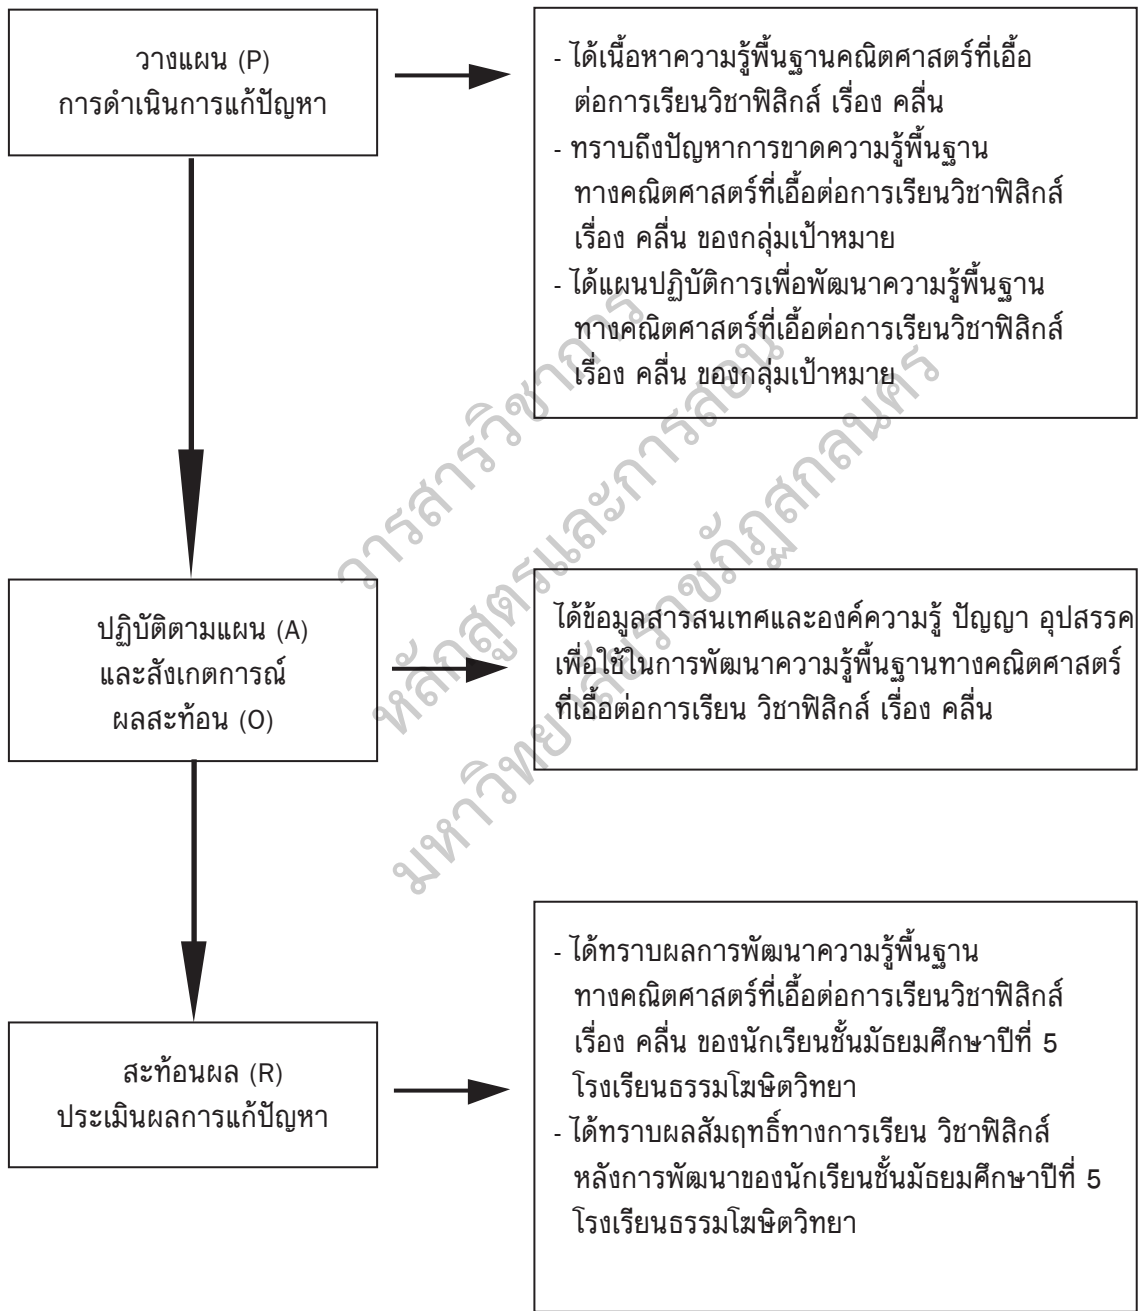 วางแผน (P)
การดำเนินการแก้ปัญหา
- ได้เนื้อหาความรู้พื้นฐานคณิตศาสตร์ที่เอื้อ
ต่อการเรียนวิชาฟิสิกส์ เรื่อง คลื่น
- ทราบถึงปัญหาการขาดความรู้พื้นฐาน
ทางคณิตศาสตร์ที่เอื้อต่อการเรียนวิชาฟิสิกส์
เรื่อง คลื่น ของกลุ่มเป้าหมาย
- ได้แผนปฏิบัติการเพื่อพัฒนาความรู้พื้นฐาน
ทางคณิตศาสตร์ที่เอื้อต่อการเรียนวิชาฟิสิกส์
เรื่อง คลื่น ของกลุ่มเป้าหมาย
ปฏิบัติตามแผน (A)
และสังเกตการณ์
ผลสะท้อน (O)
ได้ข้อมูลสารสนเทศและองค์ความรู้ ปัญญา อุปสรรค
เพื่อใช้ในการพัฒนาความรู้พื้นฐานทางคณิตศาสตร์
ที่เอื้อต่อการเรียน วิชาฟิสิกส์ เรื่อง คลื่น
สะท้อนผล (R)
ประเมินผลการแก้ปัญหา
- ได้ทราบผลการพัฒนาความรู้พื้นฐาน
ทางคณิตศาสตร์ที่เอื้อต่อการเรียนวิชาฟิสิกส์
เรื่อง คลื่น ของนักเรียนชั้นมัธยมศึกษาปีที่ 5
โรงเรียนธรรมโฆษิตวิทยา
- ได้ทราบผลสัมฤทธิ์ทางการเรียน วิชาฟิสิกส์
หลังการพัฒนาของนักเรียนชั้นมัธยมศึกษาปีที่ 5
โรงเรียนธรรมโฆษิตวิทยา
วารสารวิชาการ
หลักสูตรและการสอน
มหาวิทยาลัยราชภัฏสกลนคร